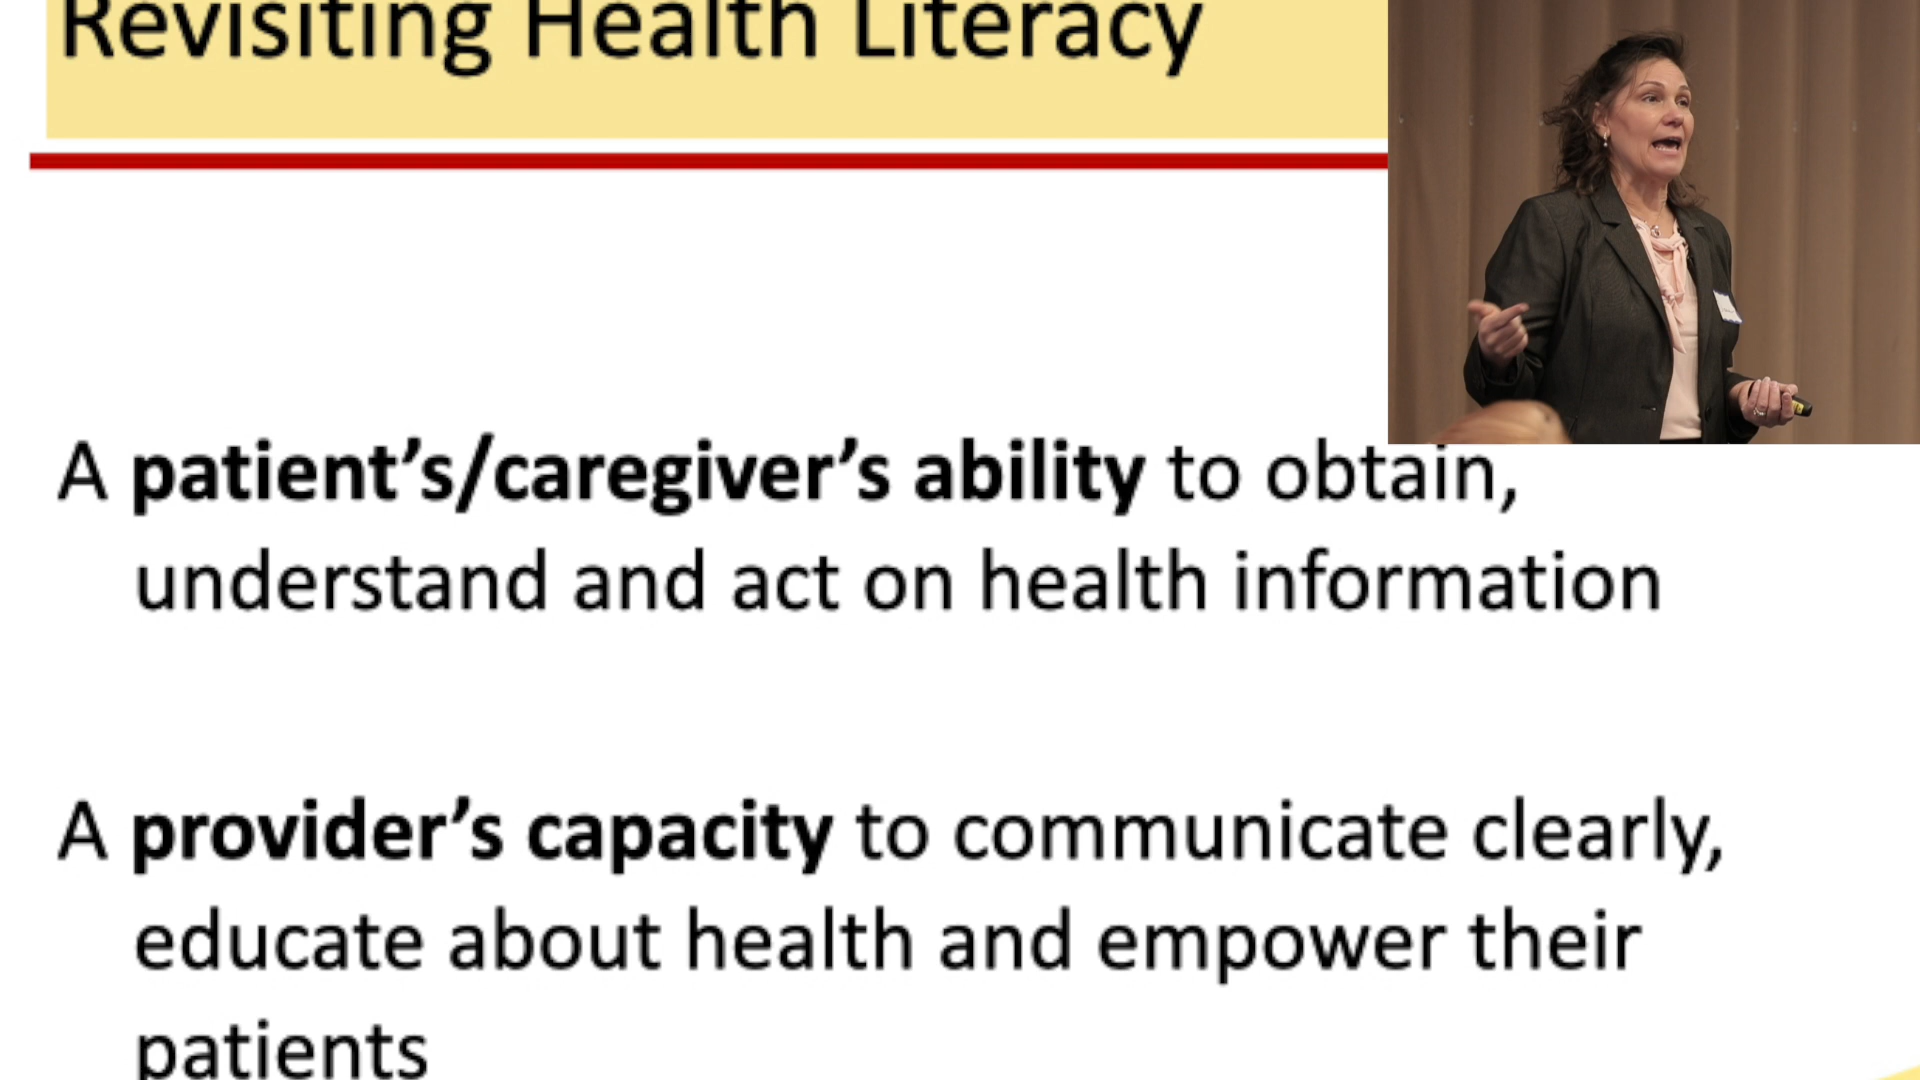 Revisiting Health Literacy
A patient’s/caregiver’s ability to obtain,
understand and act on health information
A provider’s capacity to communicate clearly,
educate about health and empower their
patients